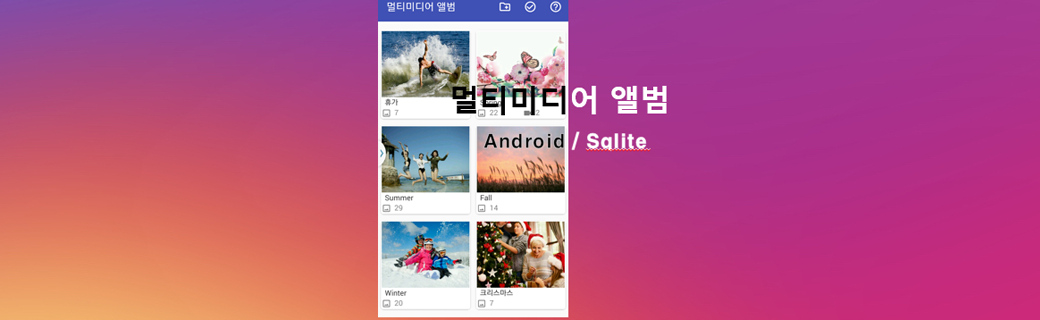 멀티미디어 앨범
휴가
7
22
2
멀티미디어 앨범
Android / Sqlite
Summer
29
Fall
14
Winter
20
크리스마스
7